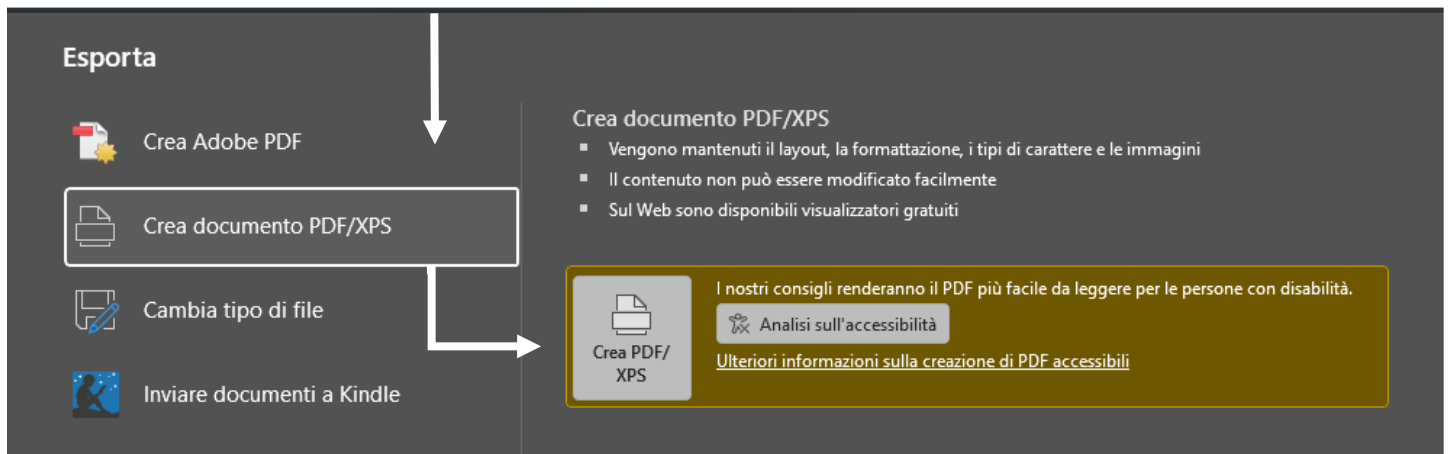 Esporta
Crea Adobe PDF
Crea documento PDF/XPS
Cambia tipo di file
Inviare documenti a Kindle
Crea documento PDF/XPS
Vengono mantenuti il layout, la formattazione, i tipi di carattere e le immagini
Il contenuto non può essere modificato facilmente
Sul Web sono disponibili visualizzatori gratuiti
Crea PDF/
XPS
I nostri consigli renderanno il PDF più facile da leggere per le persone con disabilità.
Analisi sull'accessibilità
Ulteriori informazioni sulla creazione di PDF accessibili